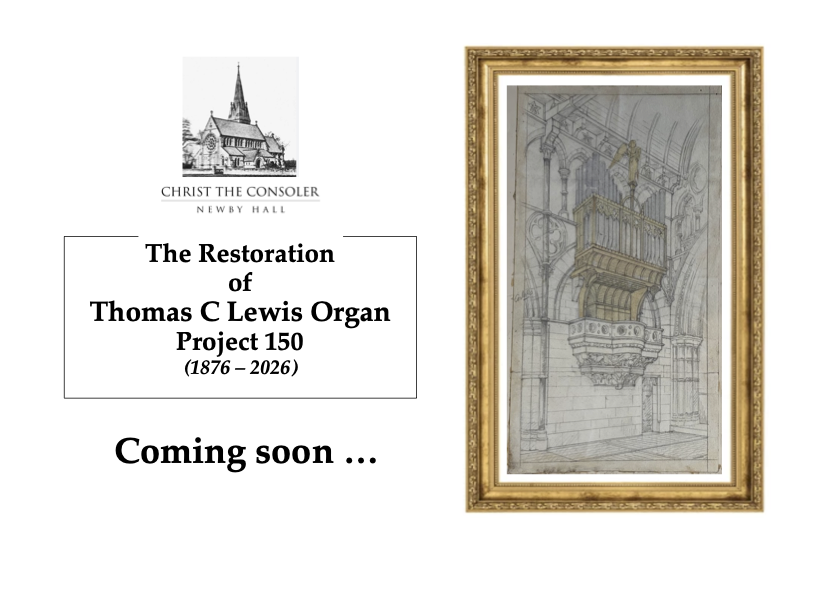 CHRIST THE CONSOLER
NEWBY HALL
The Restoration
of
Thomas C Lewis Organ
Project 150
(1876 – 2026)
Coming soon …